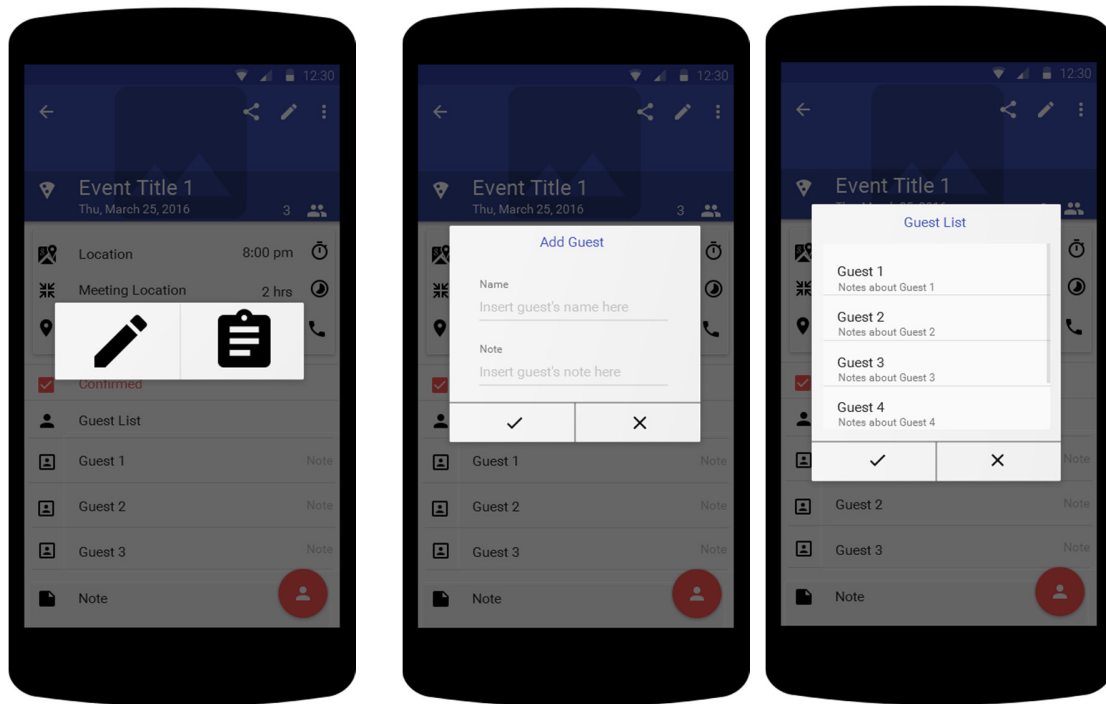 12:30
Event Title 1
Thu, March 25, 2016
3
Location
8:00 pm
Meeting Location
2 hrs
Confirmed
Guest List
Guest 1
Note
Guest 2
Note
Guest 3
Note
Note
12:30
Event Title 1
Thu, March 25, 2016
3
Add Guest
Name
Insert guest's name here
Note
Insert guest's note here
Guest 1
Note
Guest 2
Note
Guest 3
Note
Note
12:30
Event Title 1
Guest List
Guest 1
Notes about Guest 1
Guest 2
Notes about Guest 2
Guest 3
Notes about Guest 3
Guest 4
Notes about Guest 4
Note
Guest 2
Note
Guest 3
Note
Note